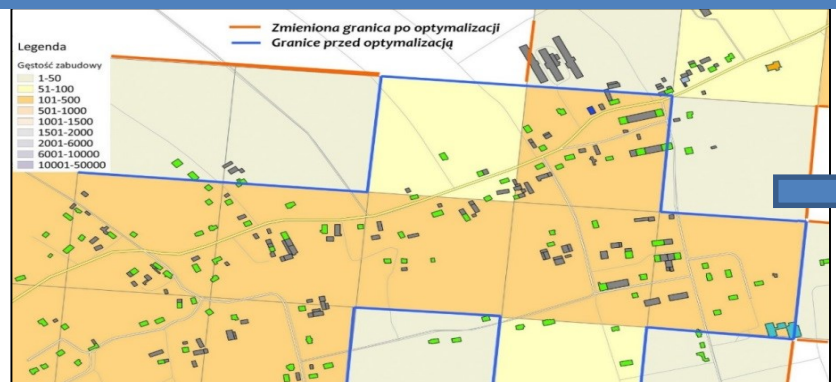 Zmieniona granica po optymalizacji
Granice przed optymalizacją
Legenda
Gęstość zabudowy
1-50
51-100
101-500
501-1000
1001-1500
1501-2000
2001-6000
6001-10000
10001-50000